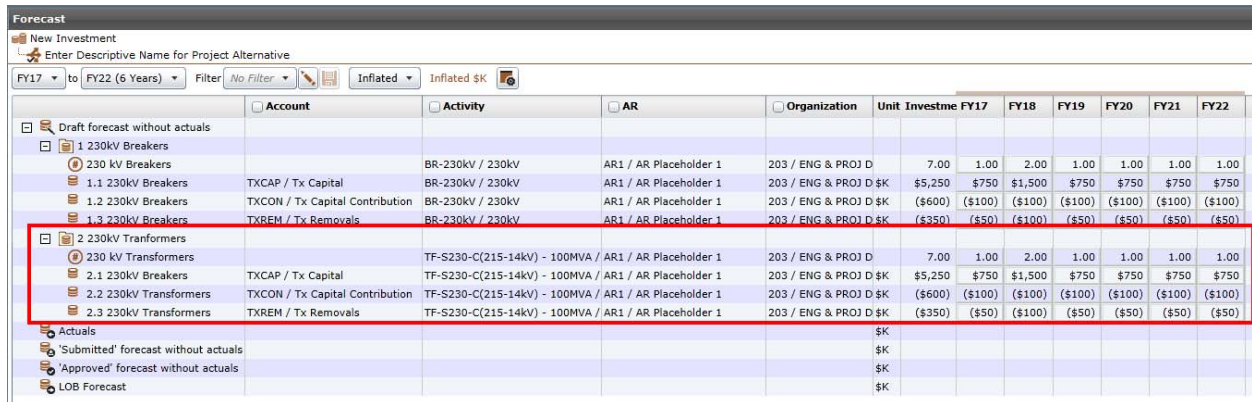 Forecast
New Investment
Enter Descriptive Name for Project Alternative
FY17 to FY22 (6 Years) Filter No Filter Inflated Inflated $K
Account Activity AR Organization Unit Investme FY17 FY18 FY19 FY20 FY21 FY22
Draft forecast without actuals
1 230kV Breakers
230 kV Breakers BR-230kV / 230kV AR1 / AR Placeholder 1 203 / ENG & PROJ D 7.00 1.00 2.00 1.00 1.00 1.00 1.00
1.1 230kV Breakers TXCAP / Tx Capital BR-230kV / 230kV AR1 / AR Placeholder 1 203 / ENG & PROJ D $K $5,250 $750 $1,500 $750 $750 $750 $750
1.2 230kV Breakers TXCON / Tx Capital Contribution BR-230kV / 230kV AR1 / AR Placeholder 1 203 / ENG & PROJ D $K ($600) ($100) ($100) ($100) ($100) ($100) ($100)
1.3 230kV Breakers TXREM / Tx Removals BR-230kV / 230kV AR1 / AR Placeholder 1 203 / ENG & PROJ D $K ($350) ($50) ($100) ($50) ($50) ($50) ($50)
2 230kV Tranformers
230 kV Transformers TF-S230-C(215-14kV) - 100MVA / AR1 / AR Placeholder 1 203 / ENG & PROJ D 7.00 1.00 2.00 1.00 1.00 1.00 1.00
2.1 230kV Breakers TXCAP / Tx Capital TF-S230-C(215-14kV) - 100MVA / AR1 / AR Placeholder 1 203 / ENG & PROJ D $K $5,250 $750 $1,500 $750 $750 $750 $750
2.2 230kV Transformers TXCON / Tx Capital Contribution TF-S230-C(215-14kV) - 100MVA / AR1 / AR Placeholder 1 203 / ENG & PROJ D $K ($600) ($100) ($100) ($100) ($100) ($100) ($100)
2.3 230kV Transformers TXREM / Tx Removals TF-S230-C(215-14kV) - 100MVA / AR1 / AR Placeholder 1 203 / ENG & PROJ D $K ($350) ($50) ($100) ($50) ($50) ($50) ($50)
Actuals $K
'Submitted' forecast without actuals $K
'Approved' forecast without actuals $K
LOB Forecast $K